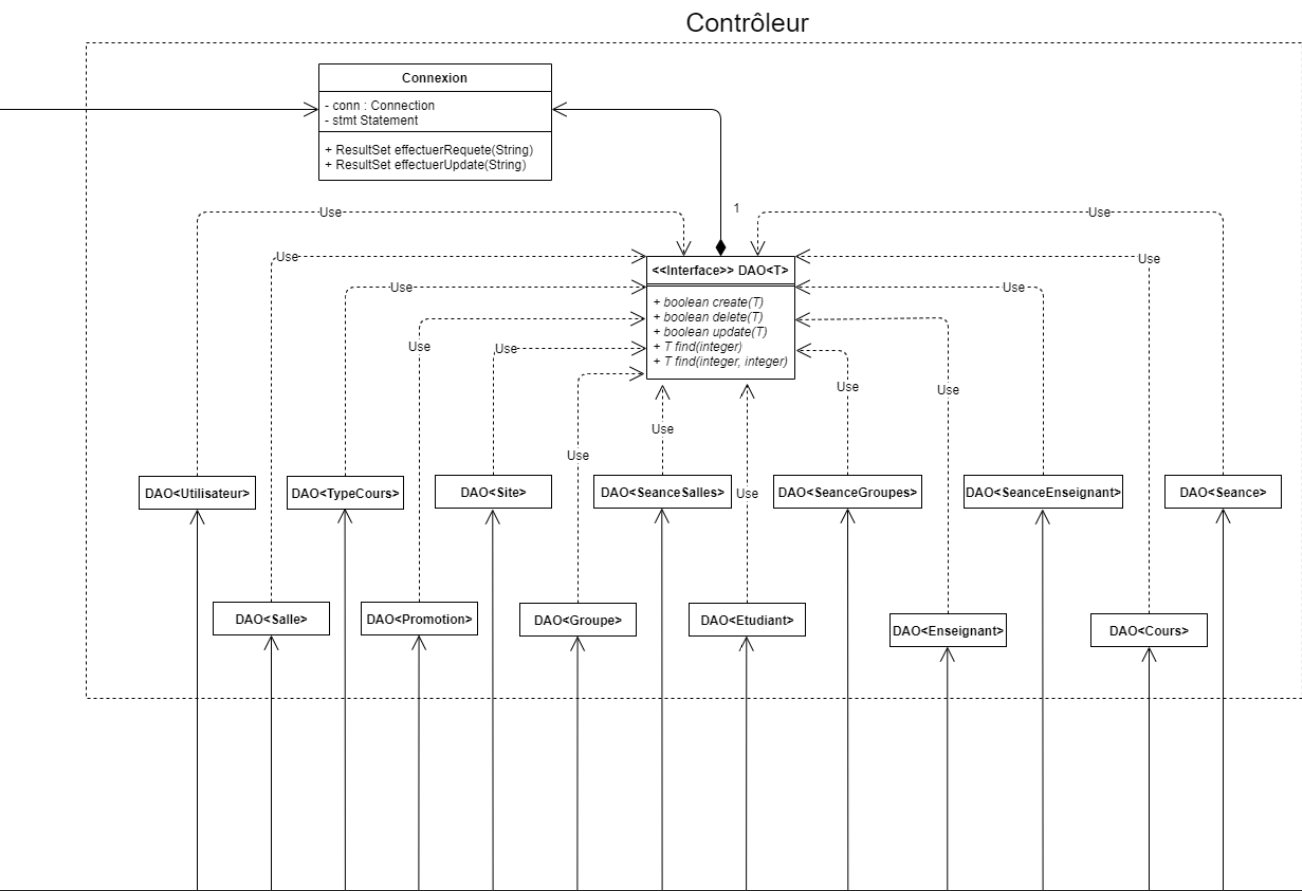 Contrôleur
Connexion
- conn : Connection
- stmt Statement
+ ResultSet effectuerRequete(String)
+ ResultSet effectuerUpdate(String)
1
Use
Use
Use
Use
<<Interface>> DAO<T>
Use
Use
+ boolean create(T)
+ boolean delete(T)
+ boolean update(T)
+ T find(integer)
+ T find(integer, integer)
Use
Use
Use
Use
Use
Use
Use
DAO<Utilisateur>
DAO<TypeCours>
DAO<Site>
DAO<SeanceSalles>
Use
DAO<SeanceGroupes>
DAO<SeanceEnseignant>
DAO<Seance>
DAO<Salle>
DAO<Promotion>
DAO<Groupe>
DAO<Etudiant>
DAO<Enseignant>
DAO<Cours>